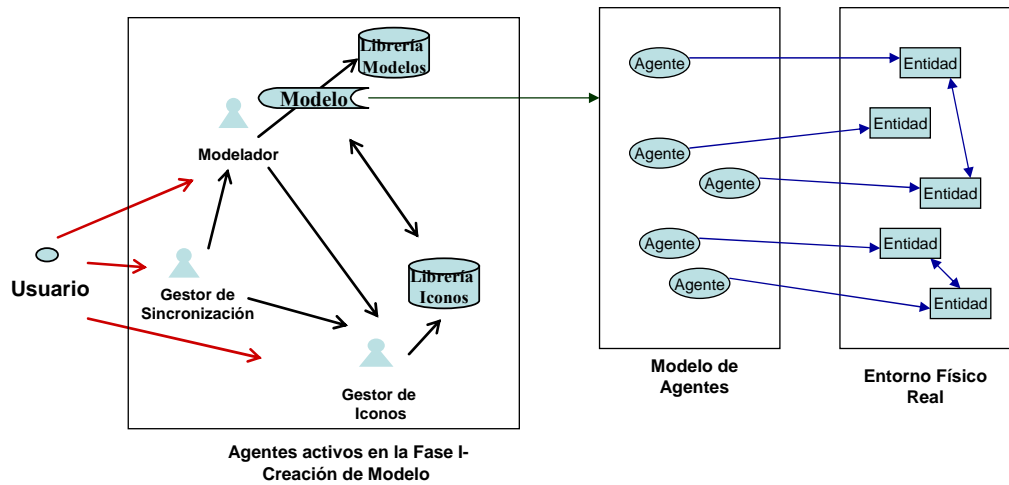 Librería
Modelos
Modelo
Modelador
Usuario
Gestor de
Sincronización
Librería
Iconos
Gestor de
Iconos
Agentes activos en la Fase I-
Creación de Modelo
Agente
Agente
Agente
Agente
Agente
Modelo de
Agentes
Entidad
Entidad
Entidad
Entidad
Entidad
Entorno Físico
Real